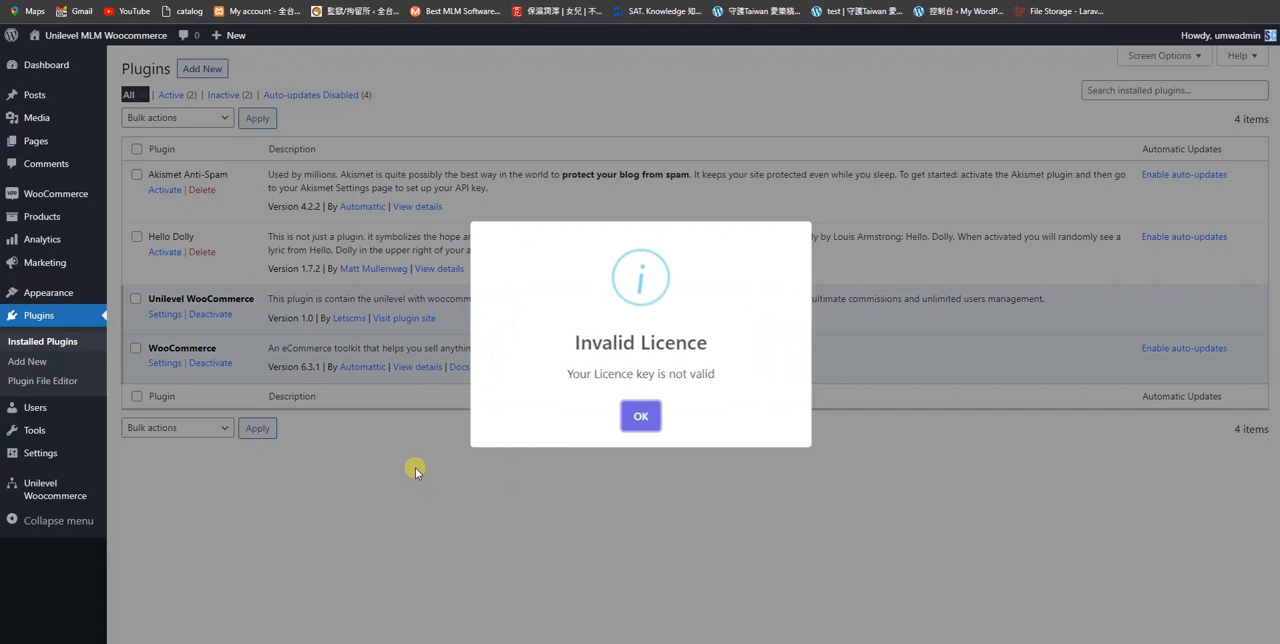 Maps Gmail YouTube catalog My account - 全台... 監獄/拘留所 ‹ 全台... Best MLM Software... 保濕潤澤 | 女兒 | 不... SAT. Knowledge 知... 守護Taiwan 愛榮耀... test | 守護Taiwan 愛... 控制台 ‹ My WordP... File Storage - Larav...
Unilevel MLM Woocommerce 0 New Howdy, umwadmin
Dashboard
Posts
Media
Pages
Comments
WooCommerce
Products
Analytics
Marketing
Appearance
Plugins
Installed Plugins
Add New
Plugin File Editor
Users
Tools
Settings
Unilevel
Woocommerce
Collapse menu
Screen Options Help
Plugins Add New
All | Active (2) | Inactive (2) | Auto-updates Disabled (4)
Search installed plugins...
Bulk actions Apply
4 items
Plugin Description Automatic Updates
Akismet Anti-Spam Used by millions. Akismet is quite possibly the best way in the world to protect your blog from spam. It keeps your site protected even while you sleep. To get started: activate the Akismet plugin and then go Enable auto-updates
Activate | Delete to your Akismet Settings page to set up your API key.
Version 4.2.2 | By Automattic | View details
Hello Dolly This is not just a plugin, it symbolizes the hope an ly by Louis Armstrong: Hello, Dolly. When activated you will randomly see a Enable auto-updates
Activate | Delete lyric from Hello, Dolly in the upper right of your a
Version 1.7.2 | By Matt Mullenweg | View details
Unilevel WooCommerce This plugin is contain the unilevel with woocomm ultimate commissions and unlimited users management.
Settings | Deactivate
Version 1.0 | By Letscms | Visit plugin site
WooCommerce An eCommerce toolkit that helps you sell anythin Enable auto-updates
Settings | Deactivate Version 6.3.1 | By Automattic | View details | Docs
Plugin Description Automatic Updates
Bulk actions Apply
4 items
i
Invalid Licence
Your Licence key is not valid
OK